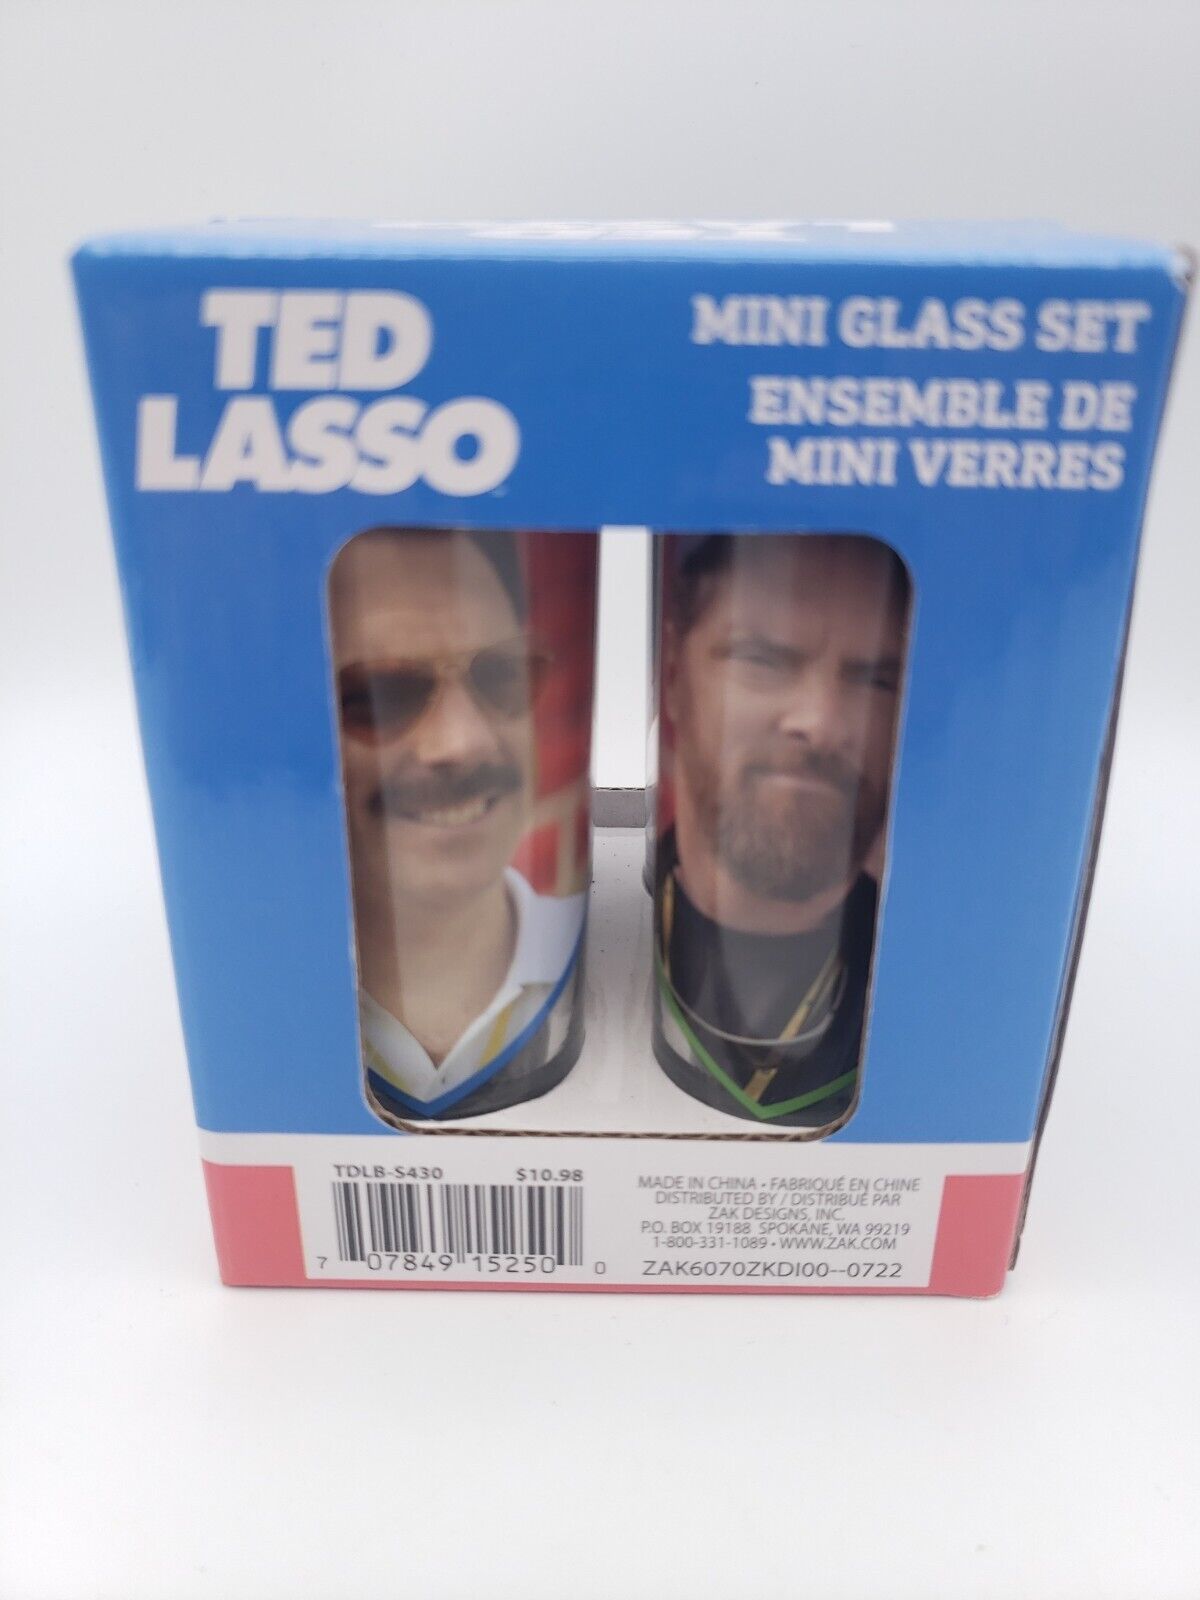 TED
LASSO
MINI GLASS SET
ENSEMBLE DE
MINI VERRES
TDLB-S430 $10.98
7 07849 15250 0
MADE IN CHINA • FABRIQUÉ EN CHINE
DISTRIBUTED BY / DISTRIBUÉ PAR
ZAK DESIGNS, INC.
P.O. BOX 19188 SPOKANE, WA 99219
1-800-331-1089 • WWW.ZAK.COM
ZAK6070ZKDI00--0722